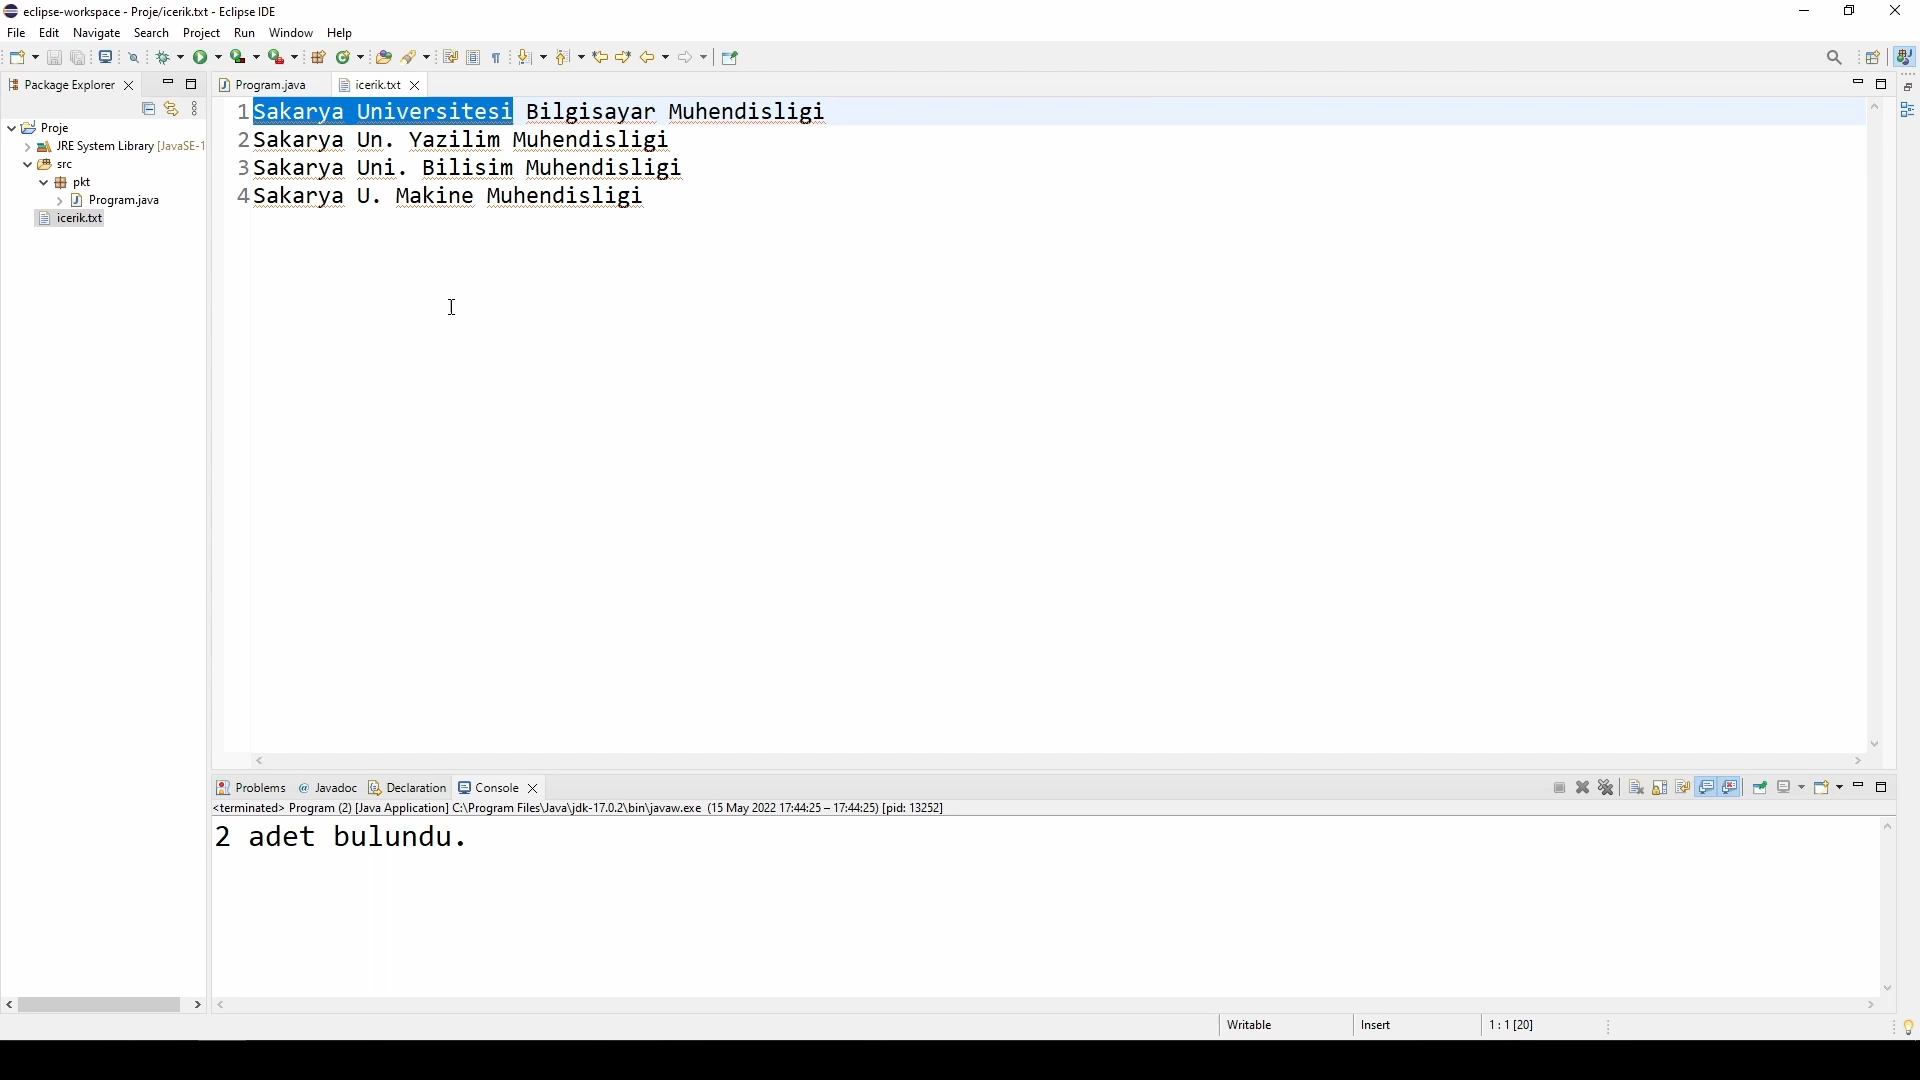 eclipse-workspace - Proje/icerik.txt - Eclipse IDE
File Edit Navigate Search Project Run Window Help
Package Explorer
Program.java
icerik.txt
Proje
JRE System Library [JavaSE-1
src
pkt
Program.java
icerik.txt
1 Sakarya Universitesi Bilgisayar Muhendisligi
2 Sakarya Un. Yazilim Muhendisligi
3 Sakarya Uni. Bilisim Muhendisligi
4 Sakarya U. Makine Muhendisligi
Problems @ Javadoc Declaration Console
<terminated> Program (2) [Java Application] C:\Program Files\Java\jdk-17.0.2\bin\javaw.exe (15 May 2022 17:44:25 – 17:44:25) [pid: 13252]
2 adet bulundu.
Writable Insert 1 : 1 [20]